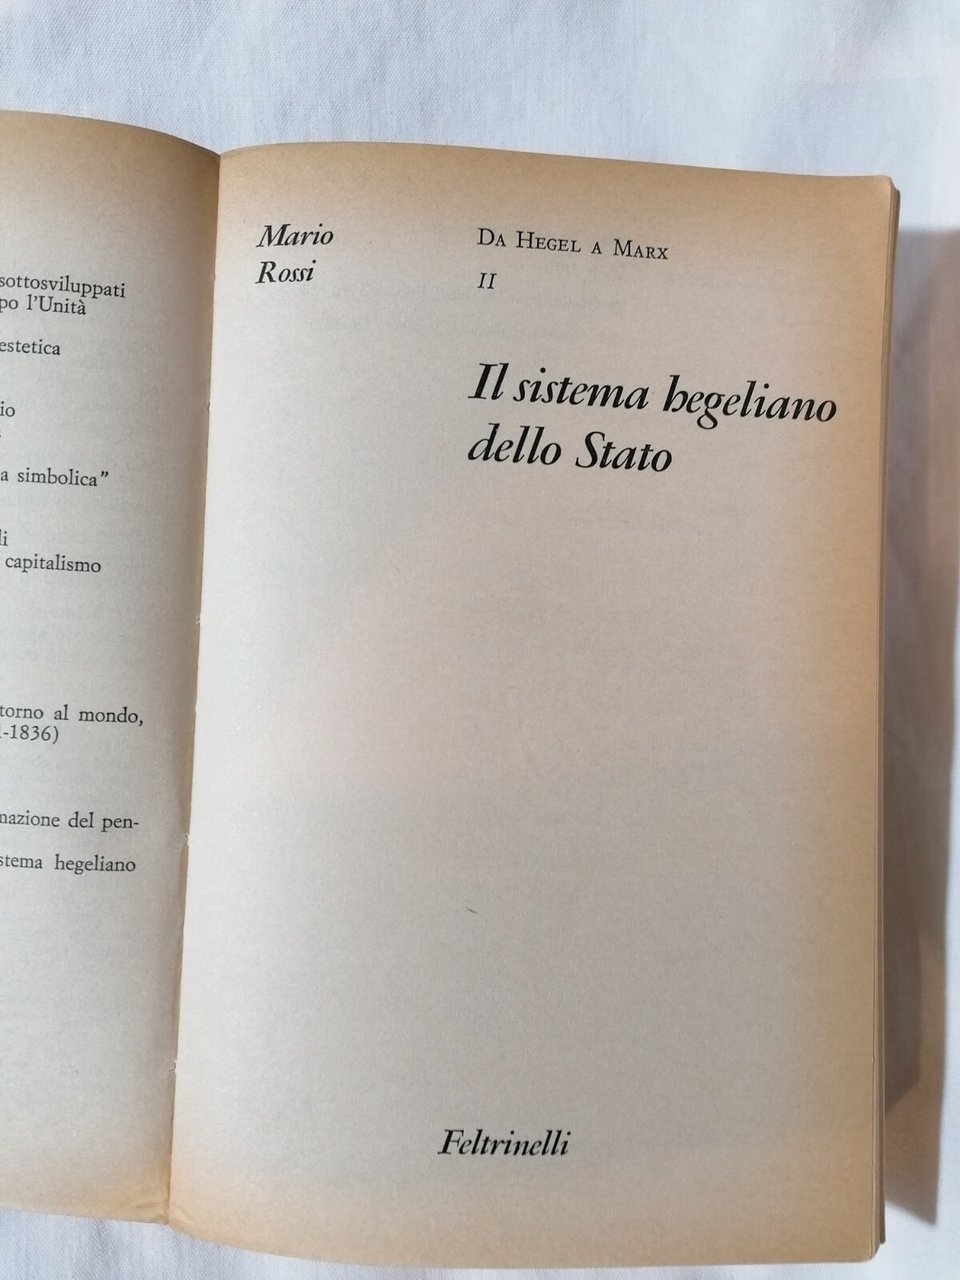 sottosviluppati
po l'Unità
estetica
io
a simbolica"
li
capitalismo
torno al mondo,
-1836)
mazione del pen-
stema hegeliano
Mario
Rossi
Da Hegel a Marx
II
Il sistema hegeliano
dello Stato
Feltrinelli